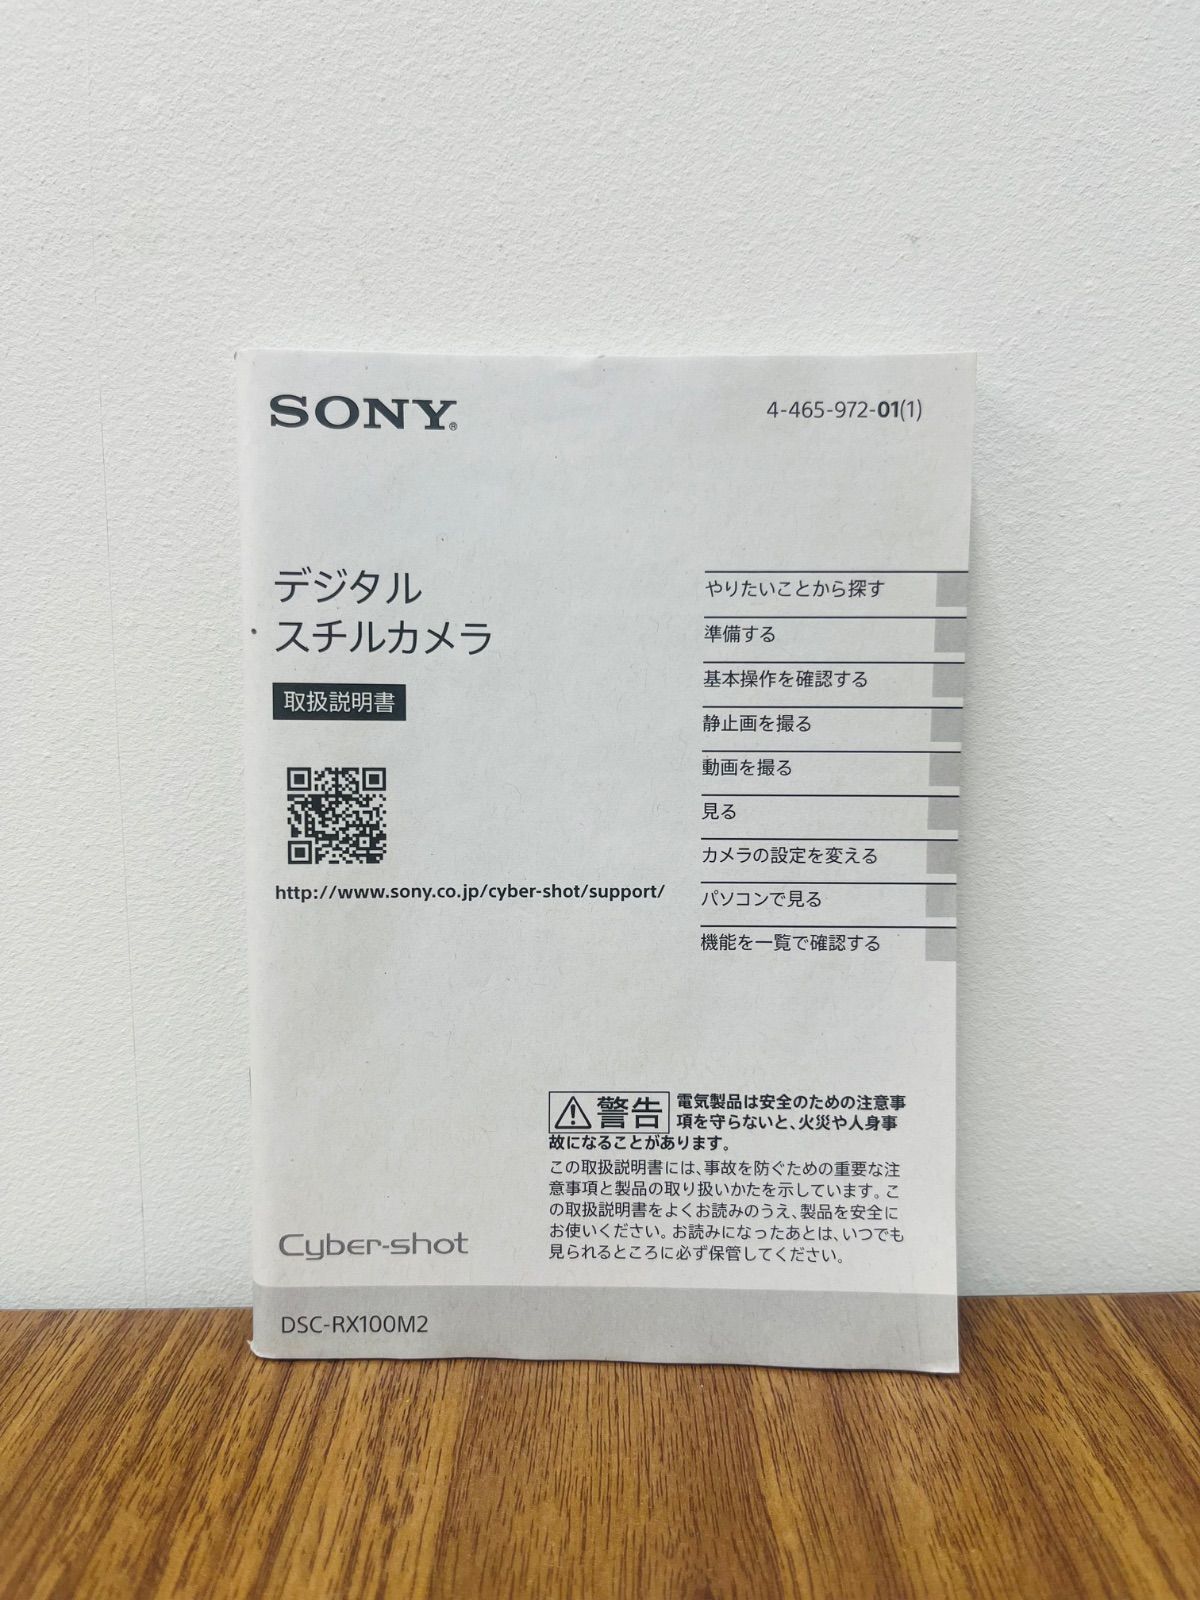 SONY®
4-465-972-01(1)
デジタル
スチルカメラ
取扱説明書
http://www.sony.co.jp/cyber-shot/support/
やりたいことから探す
準備する
基本操作を確認する
静止画を撮る
動画を撮る
見る
カメラの設定を変える
パソコンで見る
機能を一覧で確認する
警告 電気製品は安全のための注意事
項を守らないと、火災や人身事
故になることがあります。
この取扱説明書には、事故を防ぐための重要な注
意事項と製品の取り扱いかたを示しています。こ
の取扱説明書をよくお読みのうえ、製品を安全に
お使いください。お読みになったあとは、いつでも
見られるところに必ず保管してください。
Cyber-shot
DSC-RX100M2